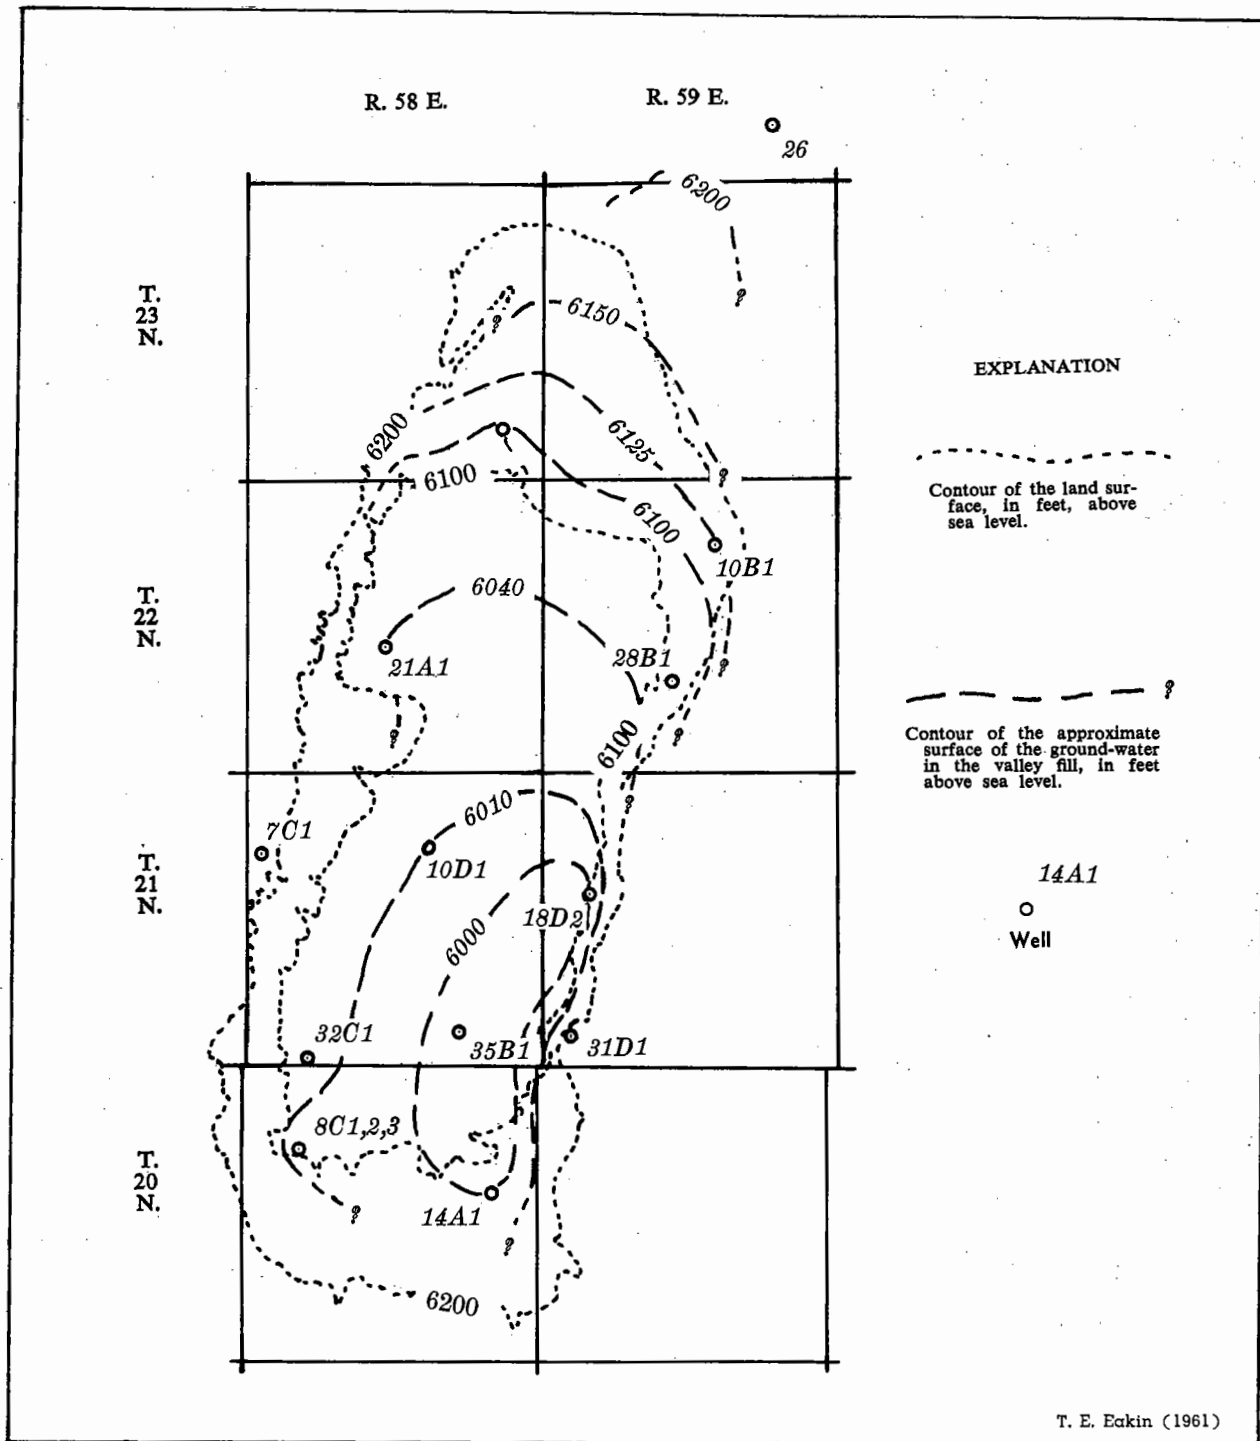 R. 58 E.
R. 59 E.
26
6200
T.
23
N.
6150
EXPLANATION
6200
6125
6100
6100
Contour of the land sur-
face, in feet, above
sea level.
10B1
T.
22
N.
6040
28B1
21A1
6100
Contour of the approximate
surface of the ground-water
in the valley fill, in feet
above sea level.
?
?
?
?
?
?
?
?
?
?
6010
7C1
10D1
T.
21
N.
14A1
18D2
Well
6000
32C1
35B1
31D1
8C1,2,3
T.
20
N.
14A1
6200
T. E. Eakin (1961)